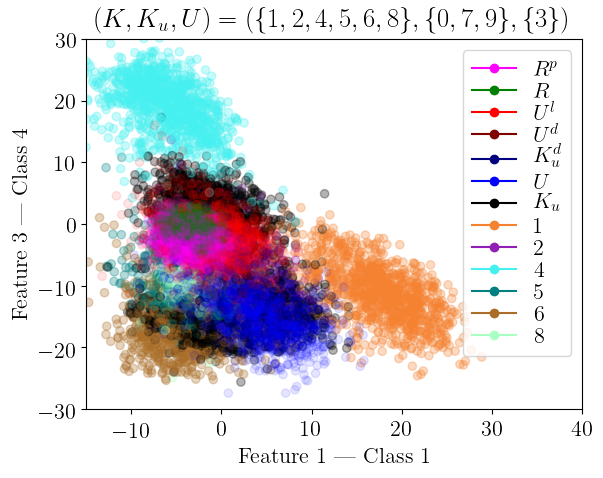 (K, K_u, U) = ({1, 2, 4, 5, 6, 8}, {0, 7, 9}, {3})
30
20
10
0
−10
−20
−30
−10
0
10
20
30
40
Feature 3 — Class 4
Feature 1 — Class 1
R^p
R
U^l
U^d
K_u^d
U
K_u
1
2
4
5
6
8